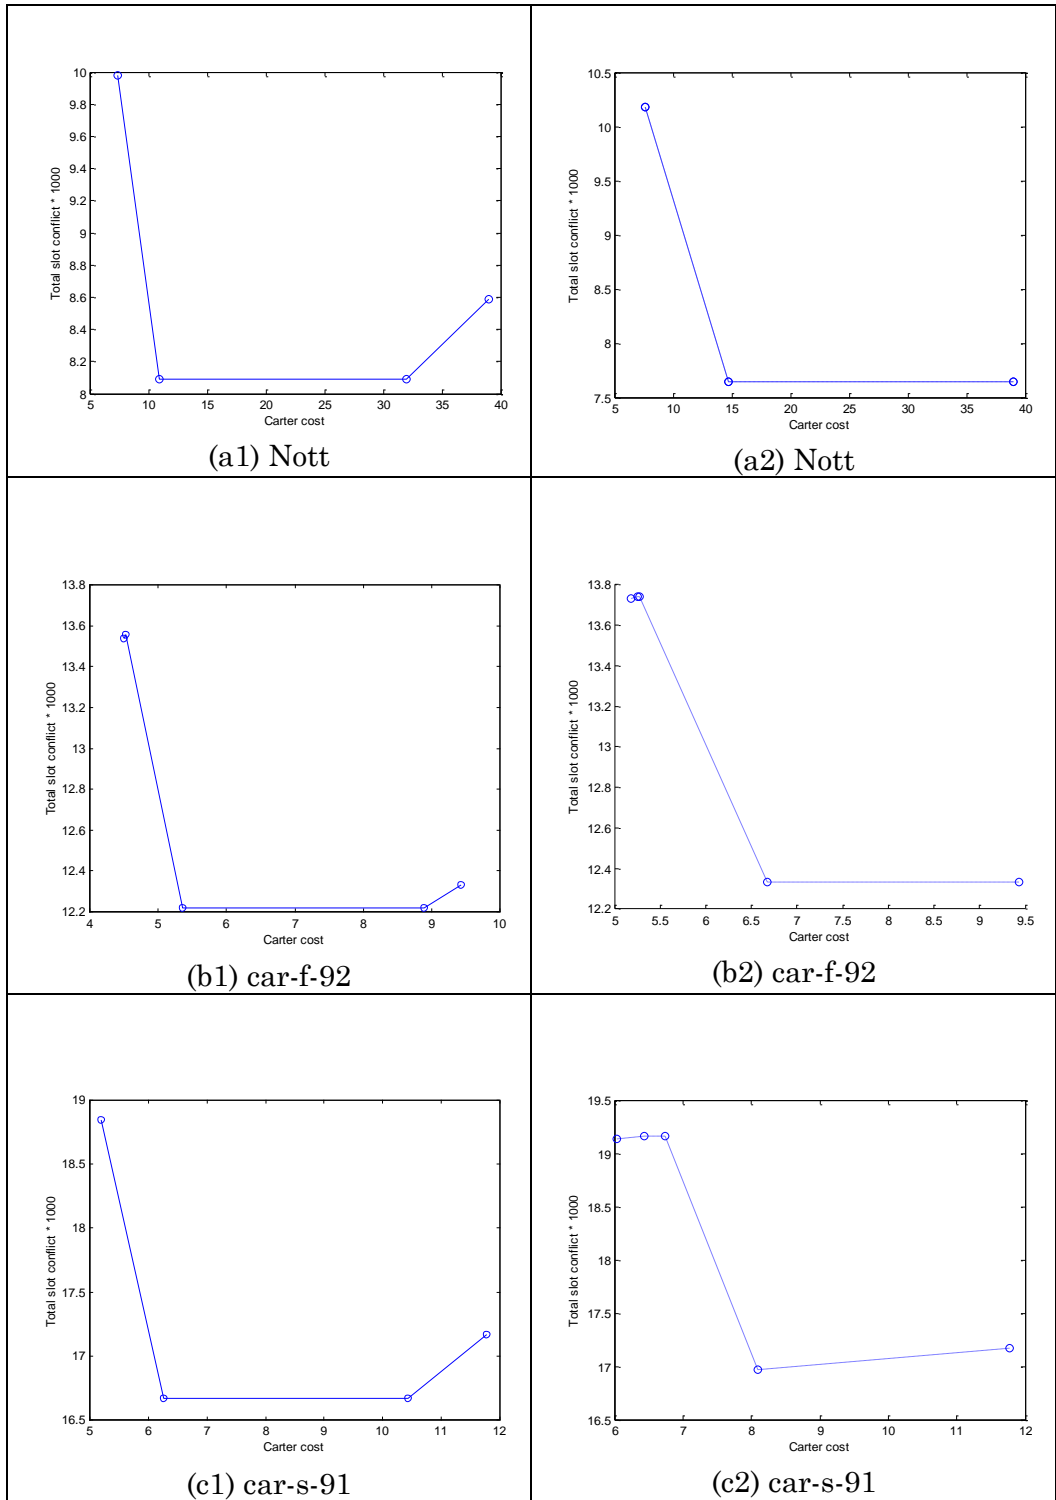 10
9.8
9.6
9.4
9.2
9
8.8
8.6
8.4
8.2
8
Total slot conflict * 1000
5 10 15 20 25 30 35 40
Carter cost
(a1) Nott
10.5
10
9.5
9
8.5
8
7.5
Total slot conflict * 1000
5 10 15 20 25 30 35 40
Carter cost
(a2) Nott
13.8
13.6
13.4
13.2
13
12.8
12.6
12.4
12.2
Total slot conflict * 1000
4 5 6 7 8 9 10
Carter cost
(b1) car-f-92
13.8
13.6
13.4
13.2
13
12.8
12.6
12.4
12.2
Total slot conflict * 1000
5 5.5 6 6.5 7 7.5 8 8.5 9 9.5
Carter cost
(b2) car-f-92
19
18.5
18
17.5
17
16.5
Total slot conflict * 1000
5 6 7 8 9 10 11 12
Carter cost
(c1) car-s-91
19.5
19
18.5
18
17.5
17
16.5
Total slot conflict * 1000
6 7 8 9 10 11 12
Carter cost
(c2) car-s-91